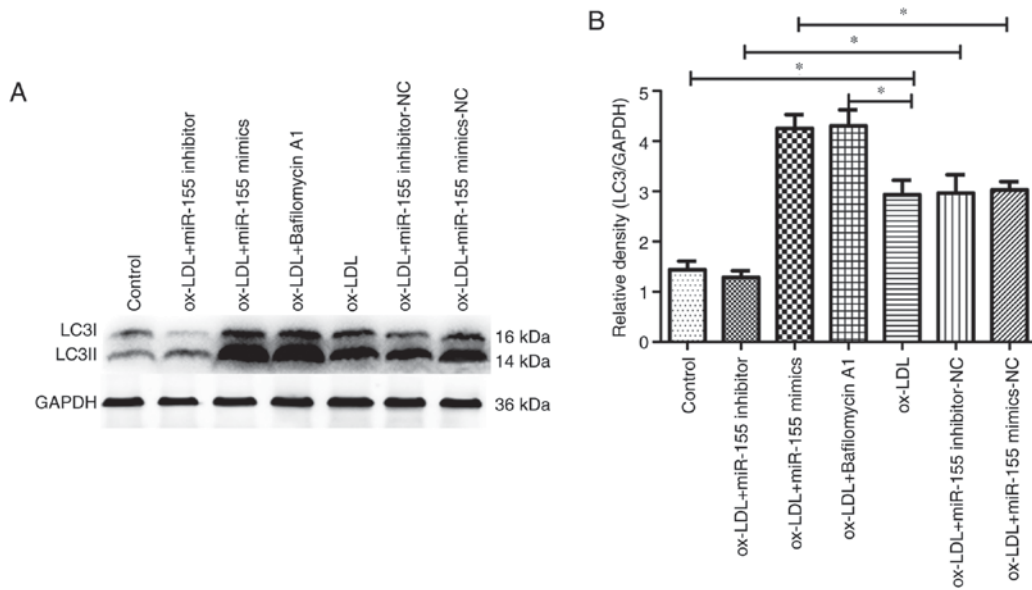 A
Control
ox-LDL+miR-155 inhibitor
ox-LDL+miR-155 mimics
ox-LDL+Bafilomycin A1
ox-LDL
ox-LDL+miR-155 inhibitor-NC
ox-LDL+miR-155 mimics-NC
LC3I
16 kDa
LC3II
14 kDa
GAPDH
36 kDa
B
*
*
*
*
Relative density (LC3/GAPDH)
5
4
3
2
1
0
Control
ox-LDL+miR-155 inhibitor
ox-LDL+miR-155 mimics
ox-LDL+Bafilomycin A1
ox-LDL
ox-LDL+miR-155 inhibitor-NC
ox-LDL+miR-155 mimics-NC